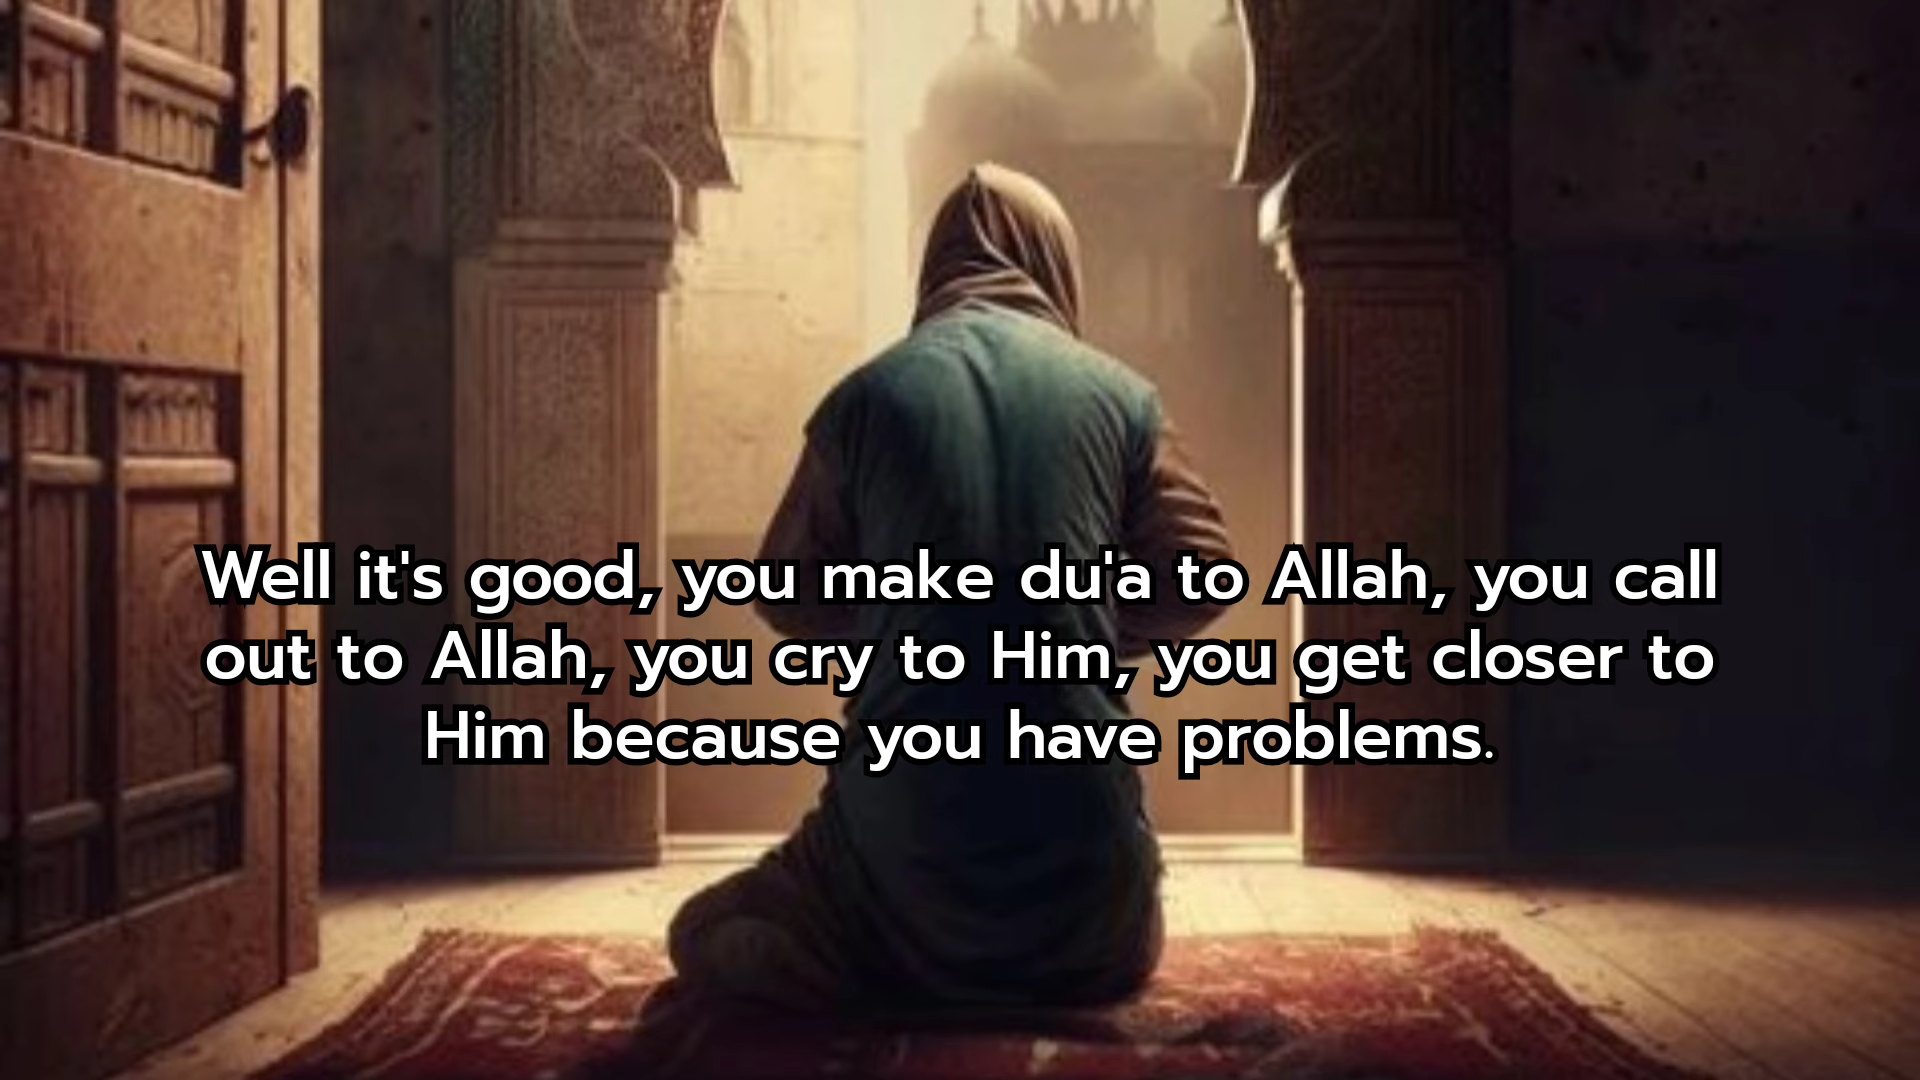 Well it's good, you make du'a to Allah, you call
out to Allah, you cry to Him, you get closer to
Him because you have problems.